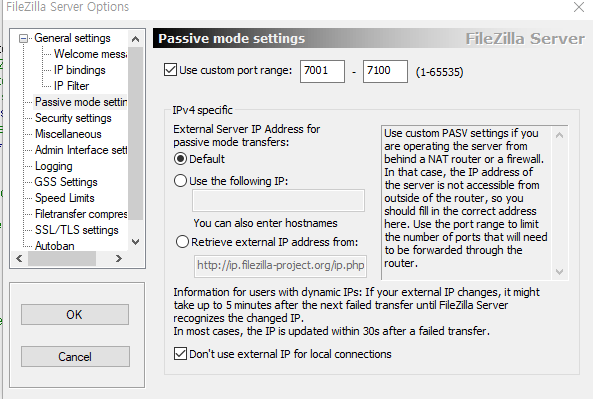 FileZilla Server Options
General settings
Welcome messa
IP bindings
IP Filter
Passive mode settin
Security settings
Miscellaneous
Admin Interface sett
Logging
GSS Settings
Speed Limits
Filetransfer compres
SSL/TLS settings
Autoban
OK
Cancel
Passive mode settings
FileZilla Server
Use custom port range: 7001 - 7100 (1-65535)
IPv4 specific
External Server IP Address for
passive mode transfers:
Default
Use the following IP:
You can also enter hostnames
Retrieve external IP address from:
http://ip.filezilla-project.org/ip.php
Use custom PASV settings if you
are operating the server from
behind a NAT router or a firewall.
In that case, the IP address of
the server is not accessible from
outside of the router, so you
should fill in the correct address
here. Use the port range to limit
the number of ports that will
need to be forwarded through the
router.
Information for users with dynamic IPs: If your external IP changes, it might
take up to 5 minutes after the next failed transfer until FileZilla Server
recognizes the changed IP.
In most cases, the IP is updated within 30s after a failed transfer.
Don't use external IP for local connections